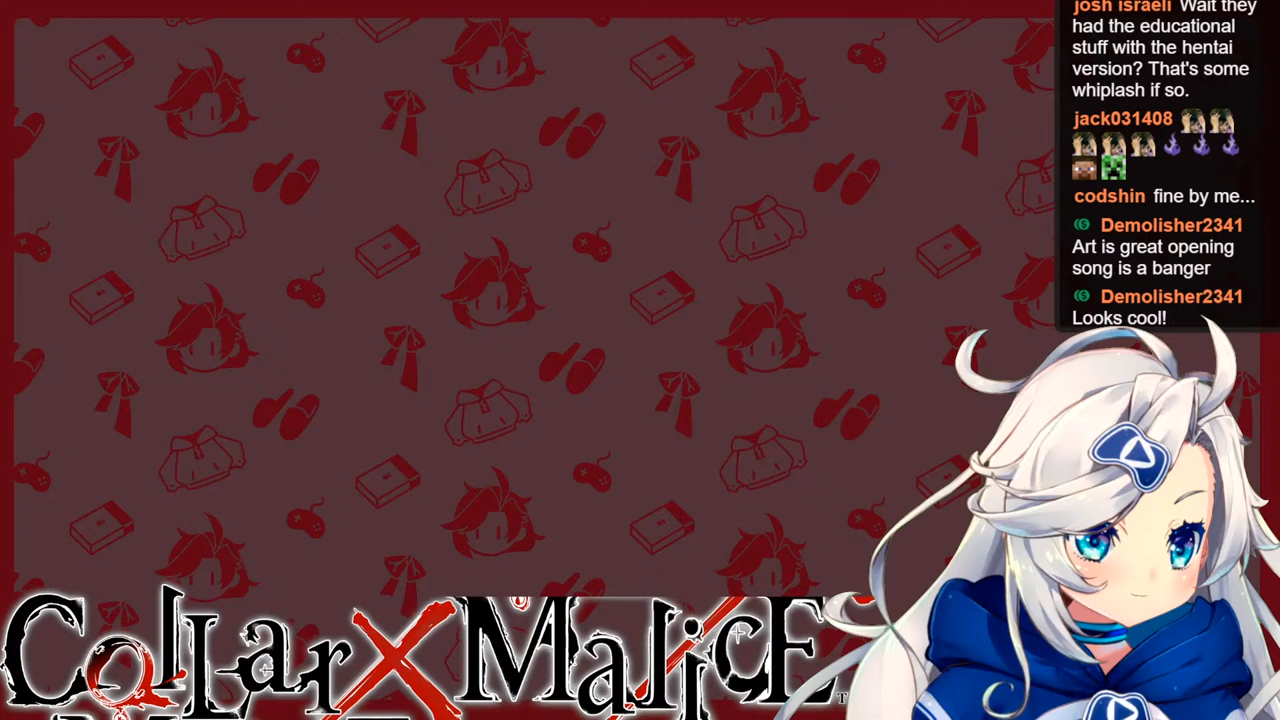 josh israeli Wait they
had the educational
stuff with the hentai
version? That's some
whiplash if so.
jack031408
codshin fine by me...
Demolisher2341
Art is great opening
song is a banger
Demolisher2341
Looks cool!
Collar×Malice